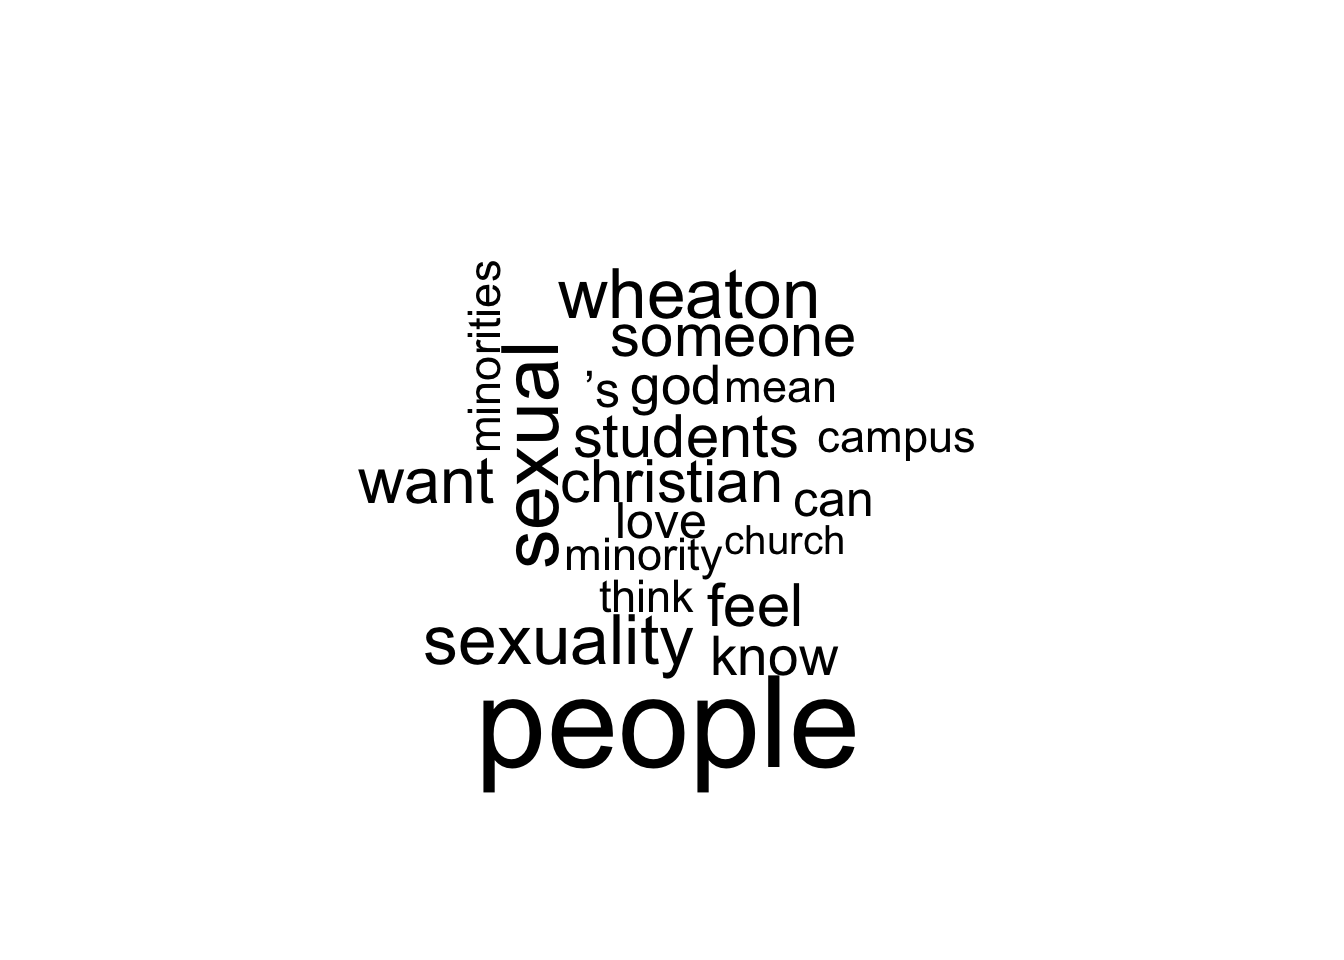 minorities
wheaton
someone
sexual
’s god mean
students campus
want christian can
love
minority church
think feel
sexuality know
people